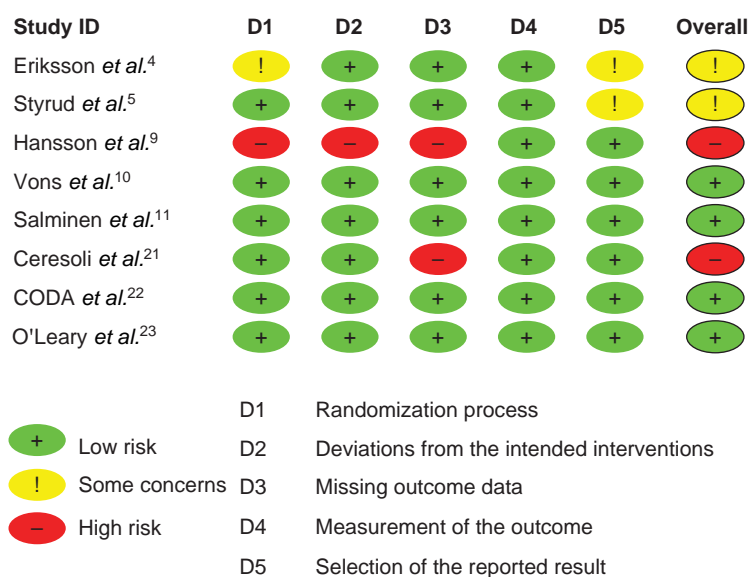 Study ID D1 D2 D3 D4 D5 Overall
Eriksson et al.4 ! + + + ! !
Styrud et al.5 + + + + ! !
Hansson et al.9 – – – + + –
Vons et al.10 + + + + + +
Salminen et al.11 + + + + + +
Ceresoli et al.21 + + – + + –
CODA et al.22 + + + + + +
O'Leary et al.23 + + + + + +
+ Low risk
! Some concerns
– High risk
D1 Randomization process
D2 Deviations from the intended interventions
D3 Missing outcome data
D4 Measurement of the outcome
D5 Selection of the reported result